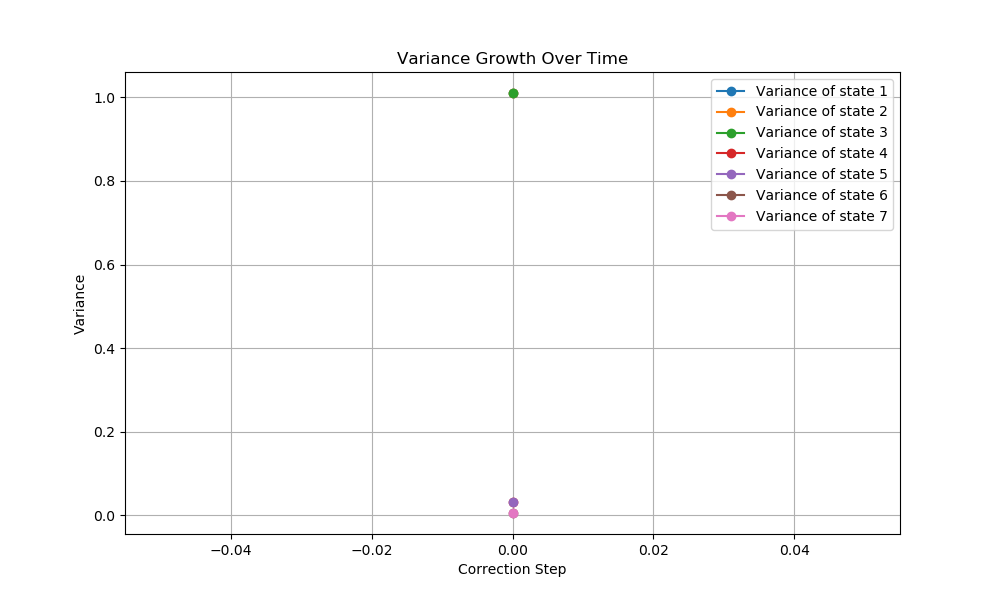 Variance Growth Over Time
Variance
1.0
0.8
0.6
0.4
0.2
0.0
Variance of state 1
Variance of state 2
Variance of state 3
Variance of state 4
Variance of state 5
Variance of state 6
Variance of state 7
−0.04 −0.02 0.00 0.02 0.04
Correction Step